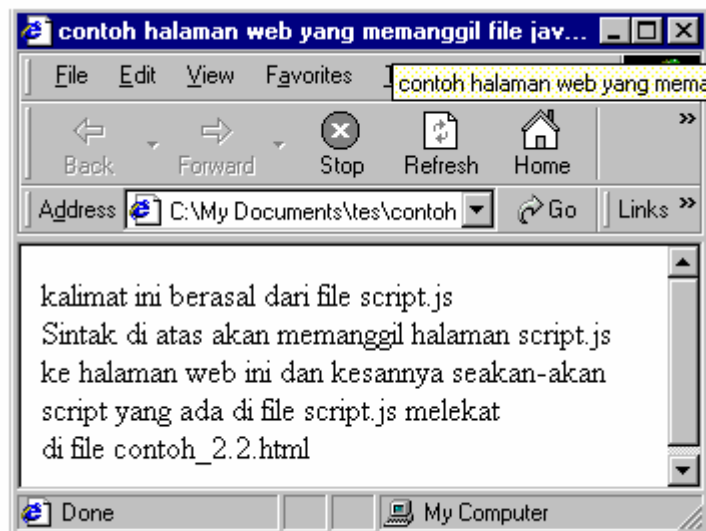 contoh halaman web yang memanggil file jav...
File Edit View Favorites
contoh halaman web yang mema
Back Forward Stop Refresh Home »
Address C:\My Documents\tes\contoh Go Links »
kalimat ini berasal dari file script.js
Sintak di atas akan memanggil halaman script.js
ke halaman web ini dan kesannya seakan-akan
script yang ada di file script.js melekat
di file contoh_2.2.html
Done My Computer